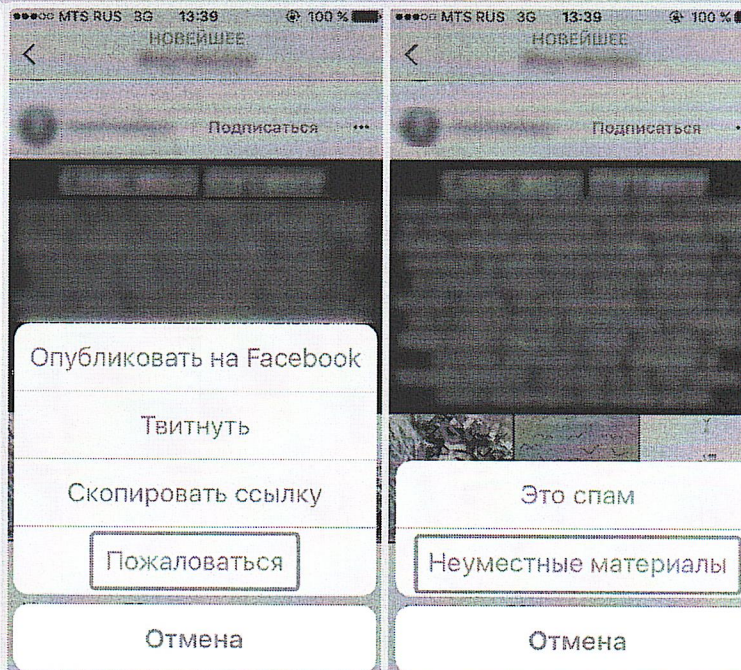 MTS RUS 3G 13:39 100 %
НОВЕЙШЕЕ
Подписаться
Опубликовать на Facebook
Твитнуть
Скопировать ссылку
Пожаловаться
Отмена
MTS RUS 3G 13:39 100 %
НОВЕЙШЕЕ
Подписаться
Это спам
Неуместные материалы
Отмена